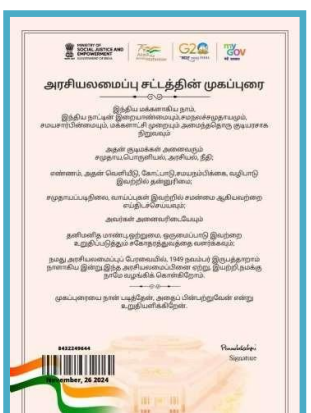 MINISTRY OF
SOCIAL JUSTICE AND
EMPOWERMENT
G20
my
GOV
அரசியலமைப்பு சட்டத்தின் முகப்புரை
இந்திய மக்களாகிய நாம்,
இந்திய நாட்டின் இறையாண்மையும்,சமநலச்சமுதாயமும்,
சமயசார்பின்மையும், மக்களாட்சி முறையும் அமைந்ததொரு குடியரசாக
நிறுவவும்
அதன் குடிமக்கள் அனைவரும்
சமுதாய,பொருளியல், அரசியல், நீதி;
எண்ணம், அதன் வெளியீடு, கோட்பாடு,சமயநம்பிக்கை, வழிபாடு
இவற்றில் தன்னுரிமை;
சமுதாயப்படிநிலை, வாய்ப்புகள் இவற்றில் சமன்மை ஆகியவற்றை
எய்திடச்செய்யவும்;
அவர்கள் அனைவரிடையேயும்
தனிமனித மாண்பு,ஒற்றுமை, ஒருமைப்பாடு இவற்றை
உறுதிப்படுத்தும் சகோதரத்துவத்தை வளர்க்கவும்;
நமது அரசியலமைப்புப் பேரவையில், 1949 நவம்பர் இருபத்தாறாம்
நாளாகிய இன்று,இந்த அரசியலமைப்பினை ஏற்று, இயற்றி,நமக்கு
நாமே வழங்கிக் கொள்கிறோம்.
முகப்புரையை நான் படித்தேன், அதைப் பின்பற்றுவேன் என்று
உறுதியளிக்கிறேன்.
0432249644
Signature
November, 26 2024